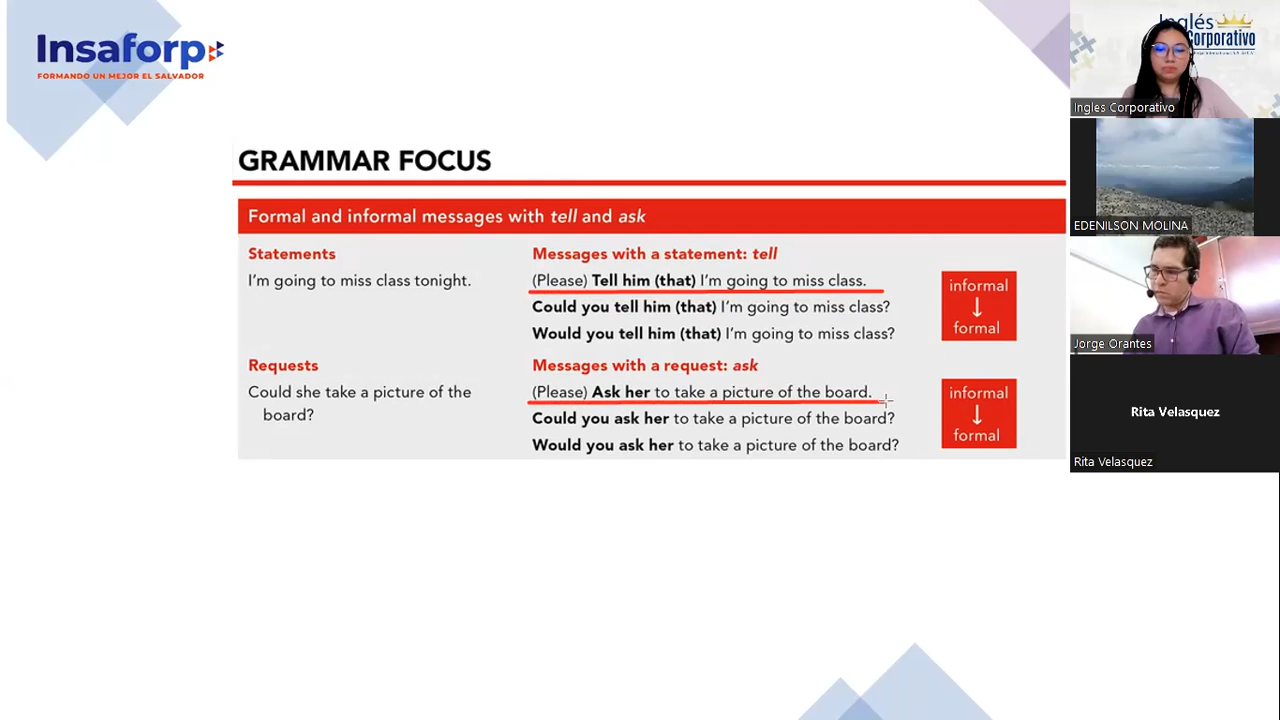 Insaforp
FORMANDO UN MEJOR EL SALVADOR
GRAMMAR FOCUS
Formal and informal messages with tell and ask
Statements
I'm going to miss class tonight.
Messages with a statement: tell
(Please) Tell him (that) I'm going to miss class.
Could you tell him (that) I'm going to miss class?
Would you tell him (that) I'm going to miss class?
informal
↓
formal
Requests
Could she take a picture of the
board?
Messages with a request: ask
(Please) Ask her to take a picture of the board.
Could you ask her to take a picture of the board?
Would you ask her to take a picture of the board?
informal
↓
formal
Inglés
Corporativo
Ingles Corporativo
EDENILSON MOLINA
Jorge Orantes
Rita Velasquez
Rita Velasquez